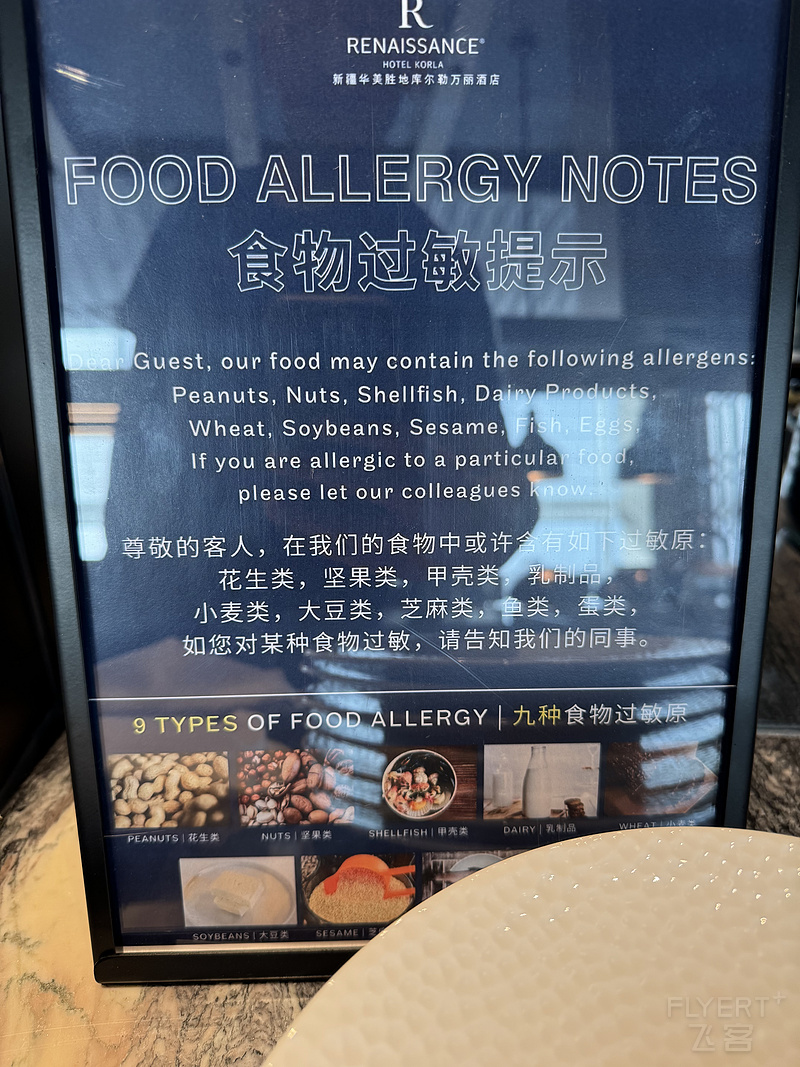 R
RENAISSANCE®
HOTEL KORLA
新疆华美胜地库尔勒万丽酒店
FOOD ALLERGY NOTES
食物过敏提示
Dear Guest, our food may contain the following allergens:
Peanuts, Nuts, Shellfish, Dairy Products,
Wheat, Soybeans, Sesame, Fish, Eggs.
If you are allergic to a particular food,
please let our colleagues know.
尊敬的客人，在我们的食物中或许含有如下过敏原：
花生类，坚果类，甲壳类，乳制品，
小麦类，大豆类，芝麻类，鱼类，蛋类，
如您对某种食物过敏，请告知我们的同事。
9 TYPES OF FOOD ALLERGY | 九种食物过敏原
PEANUTS | 花生类
NUTS | 坚果类
SHELLFISH | 甲壳类
DAIRY | 乳制品
WHEAT | 小麦类
SOYBEANS | 大豆类
SESAME |
FLYERT+
飞客